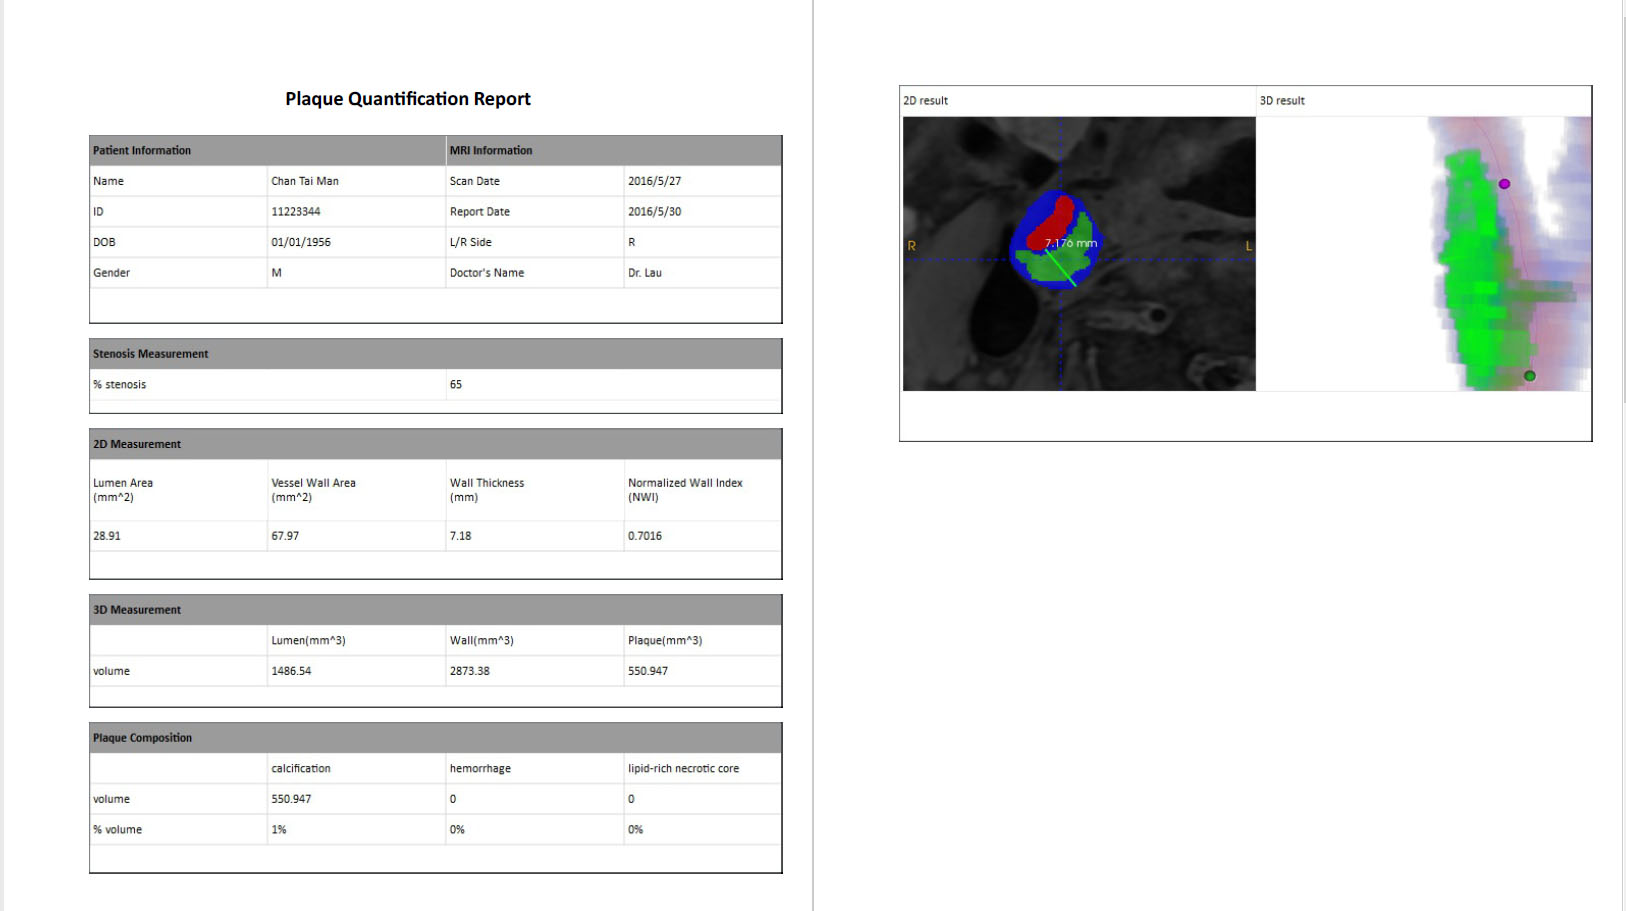 Plaque Quantification Report
Patient Information MRI Information
Name Chan Tai Man Scan Date 2016/5/27
ID 11223344 Report Date 2016/5/30
DOB 01/01/1956 L/R Side R
Gender M Doctor's Name Dr. Lau
Stenosis Measurement
% stenosis 65
2D Measurement
Lumen Area Vessel Wall Area Wall Thickness Normalized Wall Index
(mm^2) (mm^2) (mm) (NWI)
28.91 67.97 7.18 0.7016
3D Measurement
Lumen(mm^3) Wall(mm^3) Plaque(mm^3)
volume 1486.54 2873.38 550.947
Plaque Composition
calcification hemorrhage lipid-rich necrotic core
volume 550.947 0 0
% volume 1% 0% 0%
2D result 3D result
7.176 mm
R L